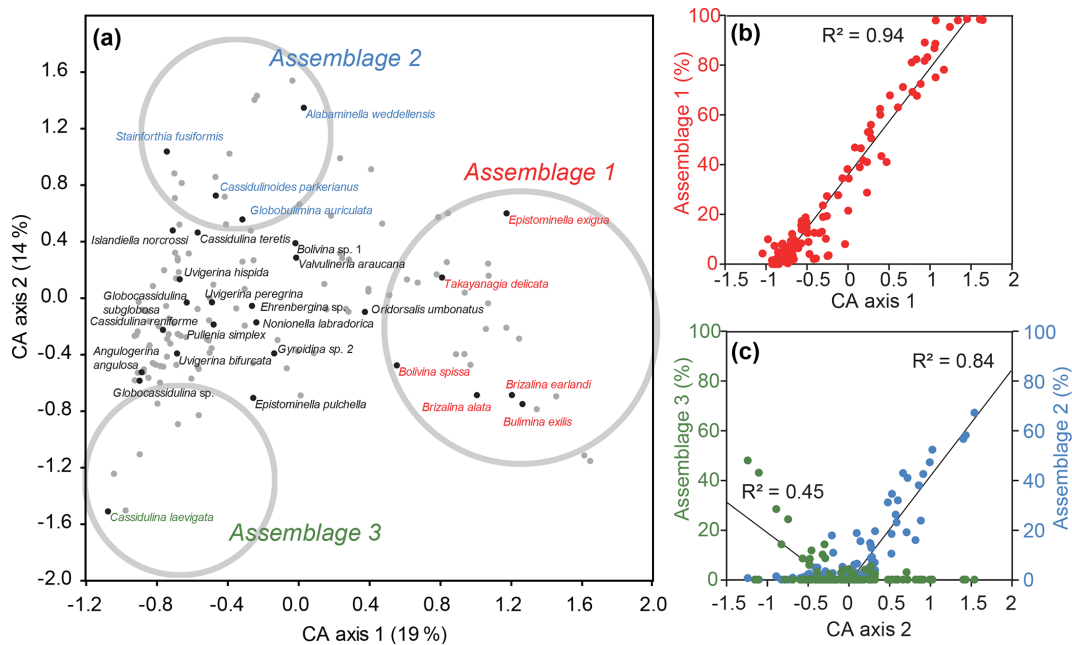 (a)
Assemblage 2
Alabaminella weddellensis
Stainforthia fusiformis
Assemblage 1
Cassidulinoides parkerianus
Globobulimina auriculata
Epistominella exigua
Islandiella norcrossi
Cassidulina teretis
Bolivina sp. 1
Valvulineria araucana
Uvigerina hispida
Takayanagia delicata
Globocassidulina
subglobosa
Uvigerina peregrina
Ehrenbergina sp.
Oridorsalis umbonatus
Cassidulina reniforme
Nonionella labradorica
Pullenia simplex
Angulogerina
angulosa
Uvigerina bifurcata
Gyroidina sp. 2
Bolivina spissa
Globocassidulina sp.
Brizalina earlandi
Epistominella pulchella
Brizalina alata
Bulimina exilis
Cassidulina laevigata
Assemblage 3
1.6
1.2
0.8
0.4
0.0
-0.4
-0.8
-1.2
-1.6
-2.0
CA axis 2 (14 %)
-1.2
-0.8
-0.4
0.0
0.4
0.8
1.2
1.6
2.0
CA axis 1 (19 %)
(b)
R² = 0.94
100
80
60
40
20
0
Assemblage 1 (%)
-1.5
-1
-0.5
0
0.5
1
1.5
2
CA axis 1
(c)
R² = 0.84
R² = 0.45
100
80
60
40
20
0
Assemblage 3 (%)
100
80
60
40
20
0
Assemblage 2 (%)
-1.5
-1
-0.5
0
0.5
1
1.5
2
CA axis 2